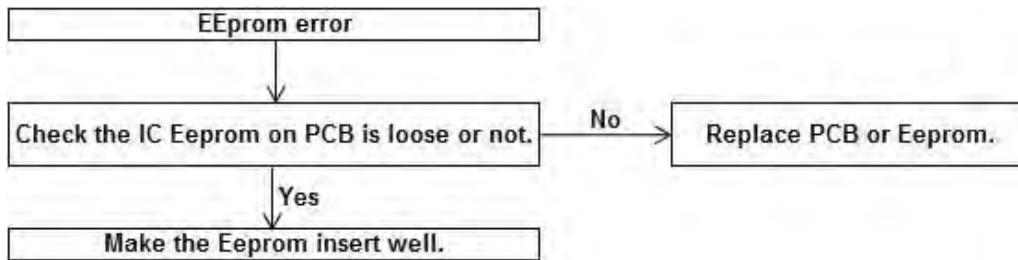 EEprom error
Check the IC Eeprom on PCB is loose or not.
No
Replace PCB or Eeprom.
Yes
Make the Eeprom insert well.